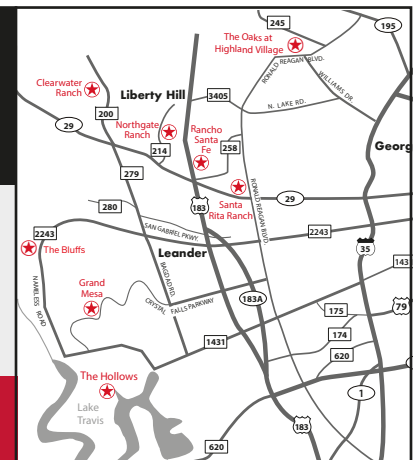 245
195
The Oaks at
Highland Village
RONALD REAGAN BLVD.
WILLIAMS DR.
Clearwater
Ranch
Liberty Hill
3405
N. LAKE RD.
200
29
Northgate
Ranch
Rancho
Santa
Fe
258
Georg
214
279
183
Santa
Rita Ranch
29
RONALD REAGAN BLVD.
280
SAN GABRIEL PKWY.
2243
2243
The Bluffs
Leander
35
BAGDAD RD.
143
NAMELESS ROAD
Grand
Mesa
CRYSTAL FALLS PARKWAY
183A
175
79
174
1431
620
The Hollows
Lake
Travis
1
183
620